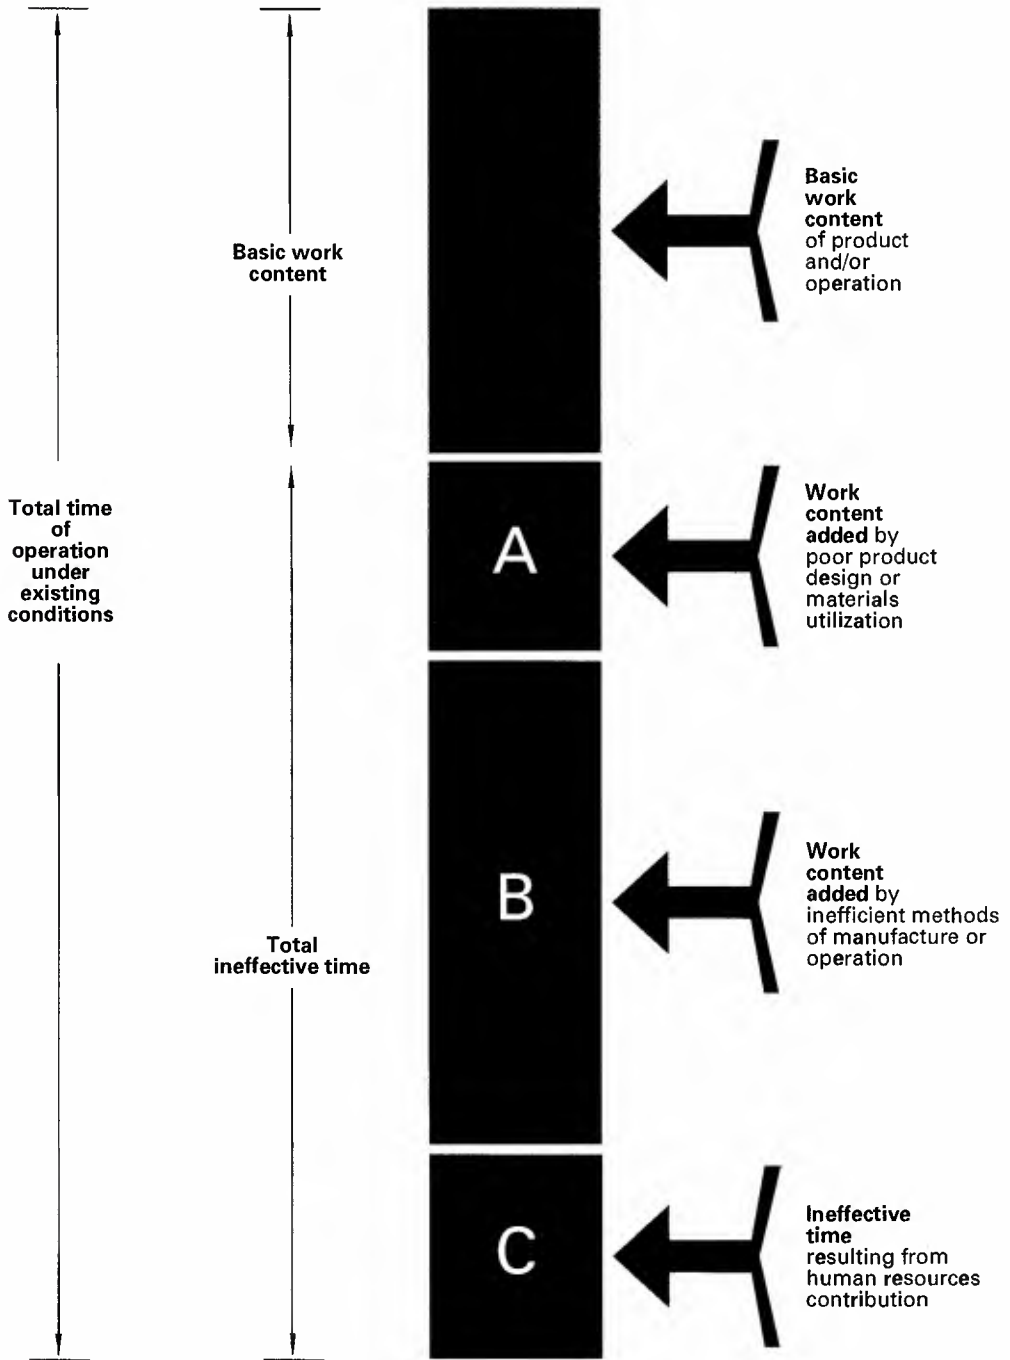 Total time
of
operation
under
existing
conditions
Basic work
content
Total
ineffective time
A
B
C
Basic
work
content
of product
and/or
operation
Work
content
added by
poor product
design or
materials
utilization
Work
content
added by
inefficient methods
of manufacture or
operation
Ineffective
time
resulting from
human resources
contribution